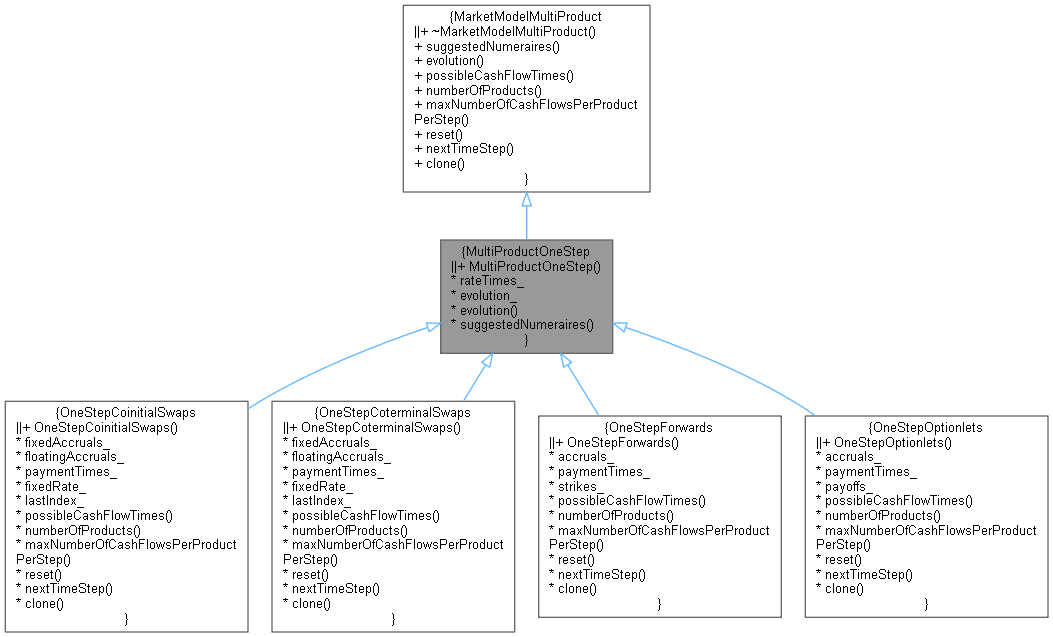 {MarketModelMultiProduct
||+ ~MarketModelMultiProduct()
+ suggestedNumeraires()
+ evolution()
+ possibleCashFlowTimes()
+ numberOfProducts()
+ maxNumberOfCashFlowsPerProduct
PerStep()
+ reset()
+ nextTimeStep()
+ clone()
}
{MultiProductOneStep
||+ MultiProductOneStep()
* rateTimes_
* evolution_
* evolution()
* suggestedNumeraires()
}
{OneStepCoinitialSwaps
||+ OneStepCoinitialSwaps()
* fixedAccruals_
* floatingAccruals_
* paymentTimes_
* fixedRate_
* lastIndex_
* possibleCashFlowTimes()
* numberOfProducts()
* maxNumberOfCashFlowsPerProduct
PerStep()
* reset()
* nextTimeStep()
* clone()
}
{OneStepCoterminalSwaps
||+ OneStepCoterminalSwaps()
* fixedAccruals_
* floatingAccruals_
* paymentTimes_
* fixedRate_
* lastIndex_
* possibleCashFlowTimes()
* numberOfProducts()
* maxNumberOfCashFlowsPerProduct
PerStep()
* reset()
* nextTimeStep()
* clone()
}
{OneStepForwards
||+ OneStepForwards()
* accruals_
* paymentTimes_
* strikes_
* possibleCashFlowTimes()
* numberOfProducts()
* maxNumberOfCashFlowsPerProduct
PerStep()
* reset()
* nextTimeStep()
* clone()
}
{OneStepOptionlets
||+ OneStepOptionlets()
* accruals_
* paymentTimes_
* payoffs_
* possibleCashFlowTimes()
* numberOfProducts()
* maxNumberOfCashFlowsPerProduct
PerStep()
* reset()
* nextTimeStep()
* clone()
}